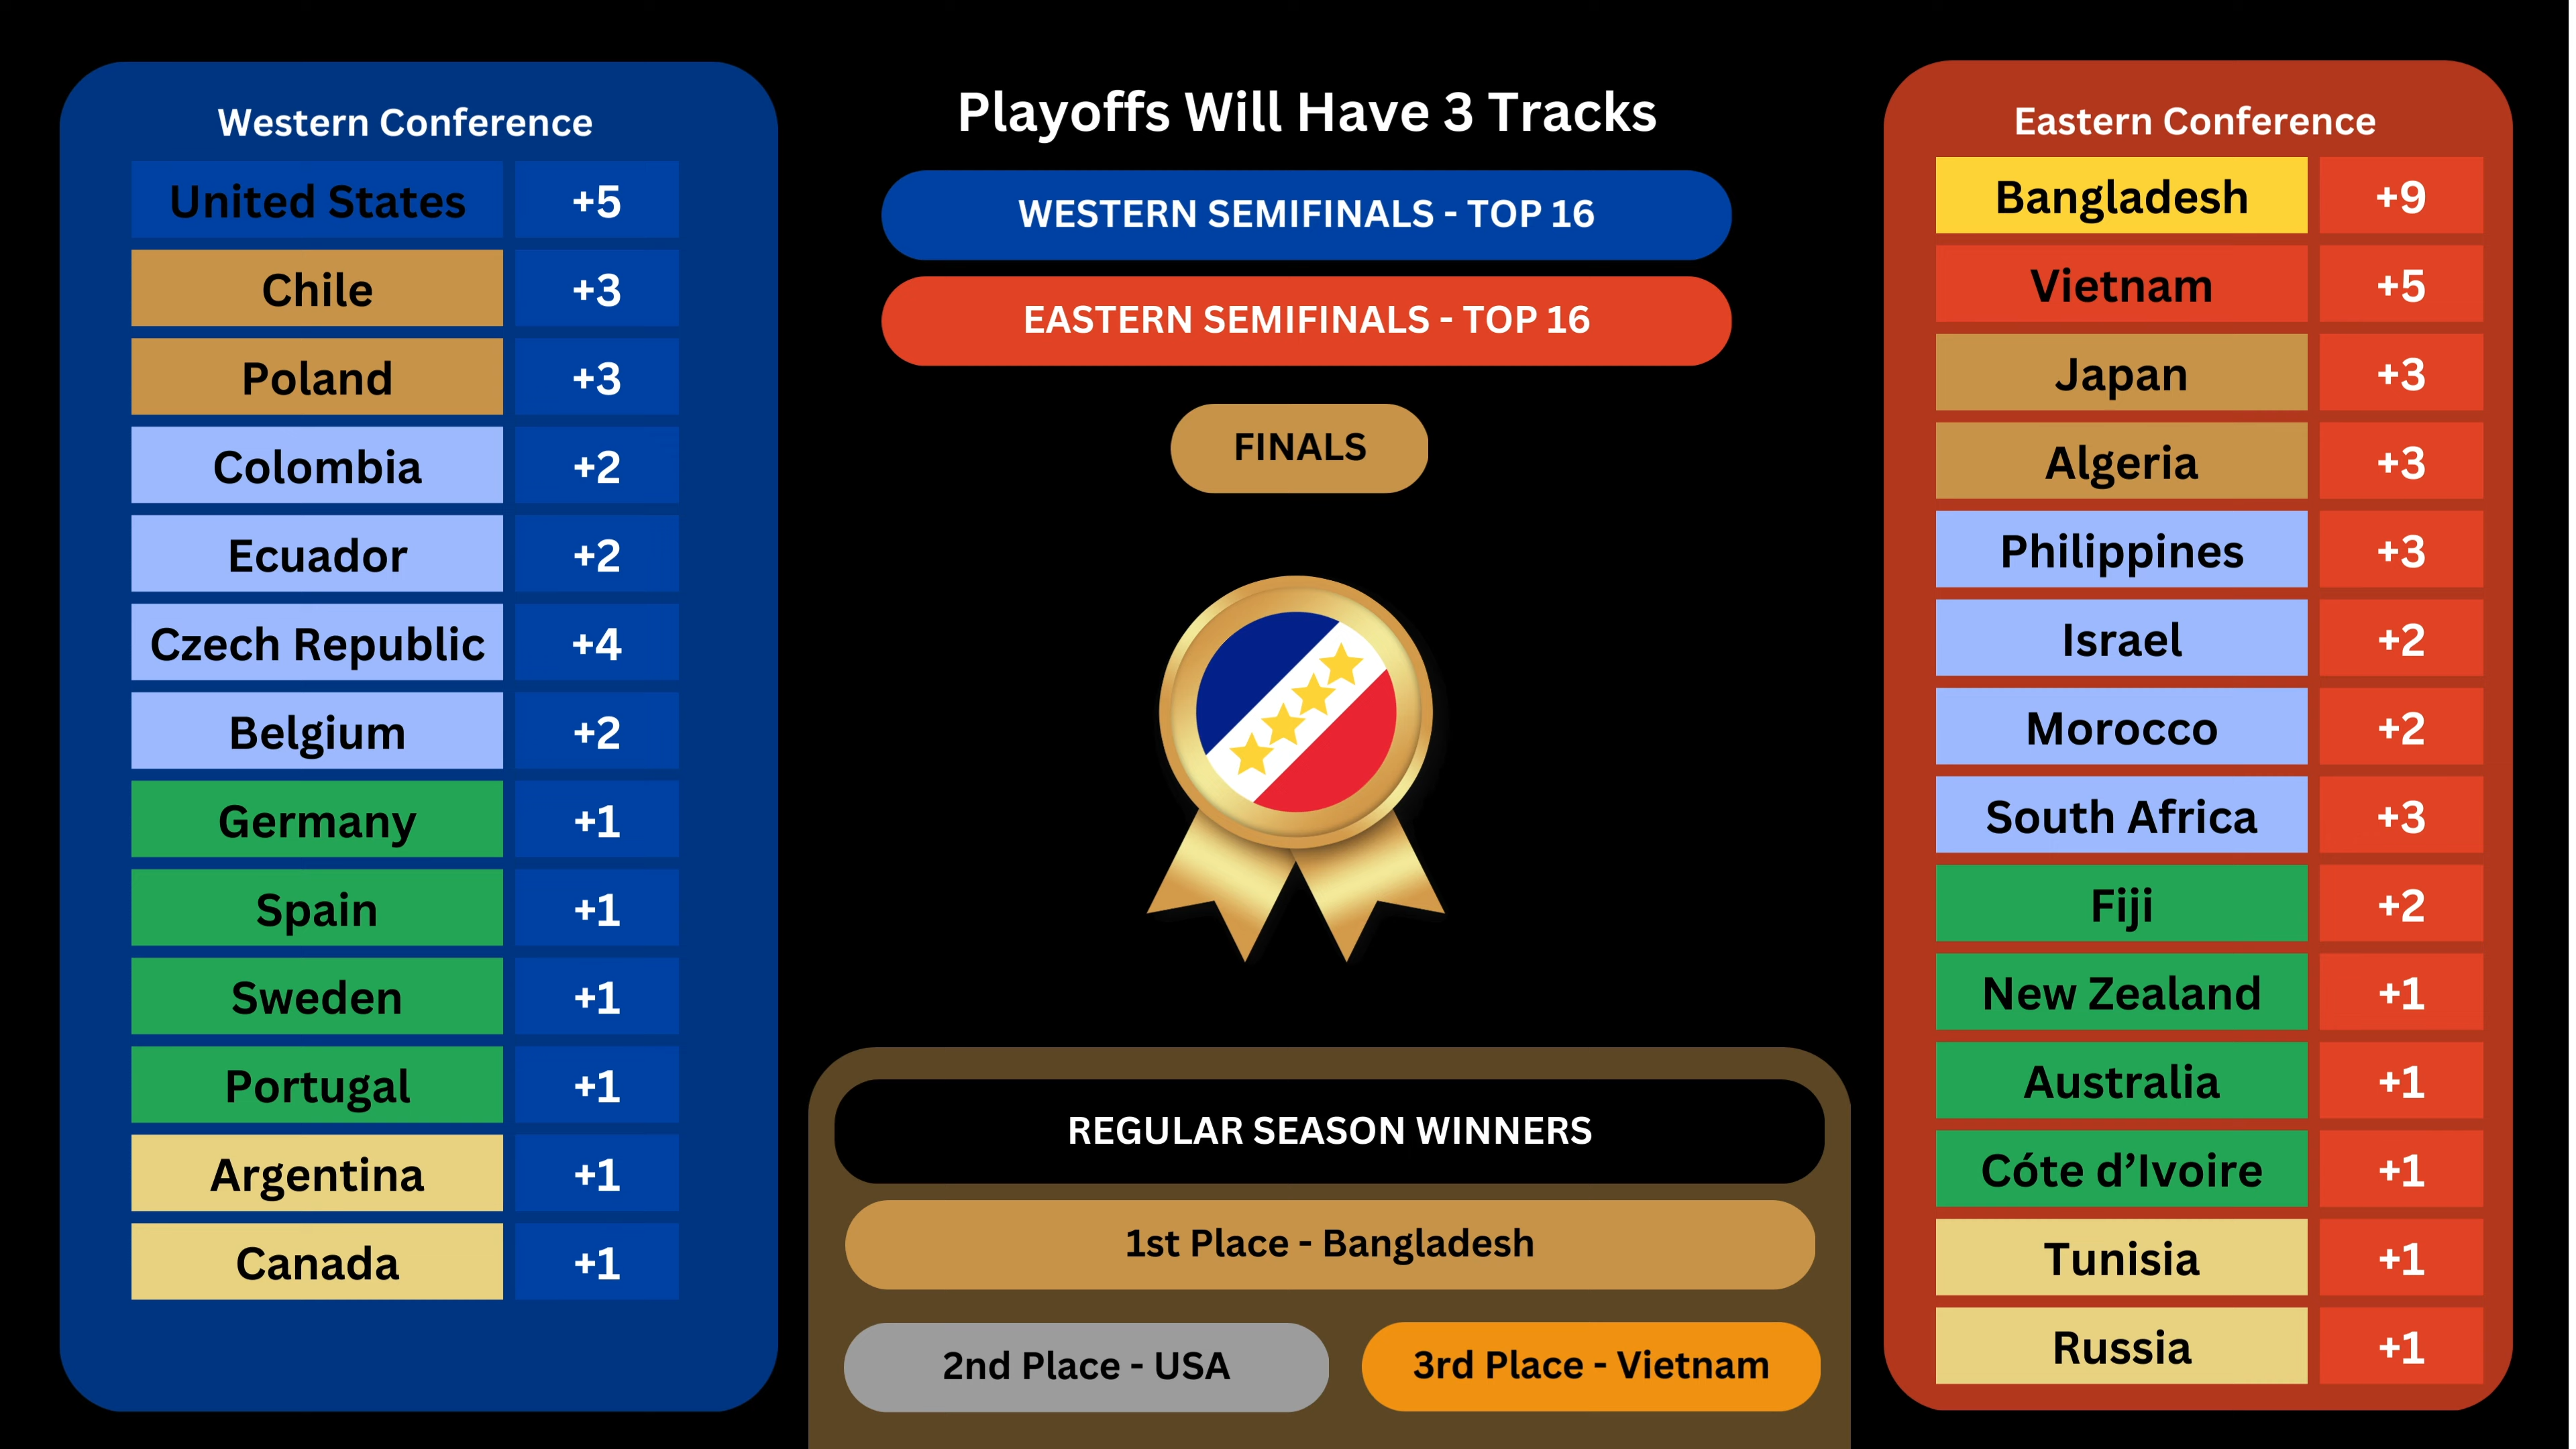 Western Conference
United States +5
Chile +3
Poland +3
Colombia +2
Ecuador +2
Czech Republic +4
Belgium +2
Germany +1
Spain +1
Sweden +1
Portugal +1
Argentina +1
Canada +1
Playoffs Will Have 3 Tracks
WESTERN SEMIFINALS - TOP 16
EASTERN SEMIFINALS - TOP 16
FINALS
REGULAR SEASON WINNERS
1st Place - Bangladesh
2nd Place - USA
3rd Place - Vietnam
Eastern Conference
Bangladesh +9
Vietnam +5
Japan +3
Algeria +3
Philippines +3
Israel +2
Morocco +2
South Africa +3
Fiji +2
New Zealand +1
Australia +1
Cóte d’Ivoire +1
Tunisia +1
Russia +1